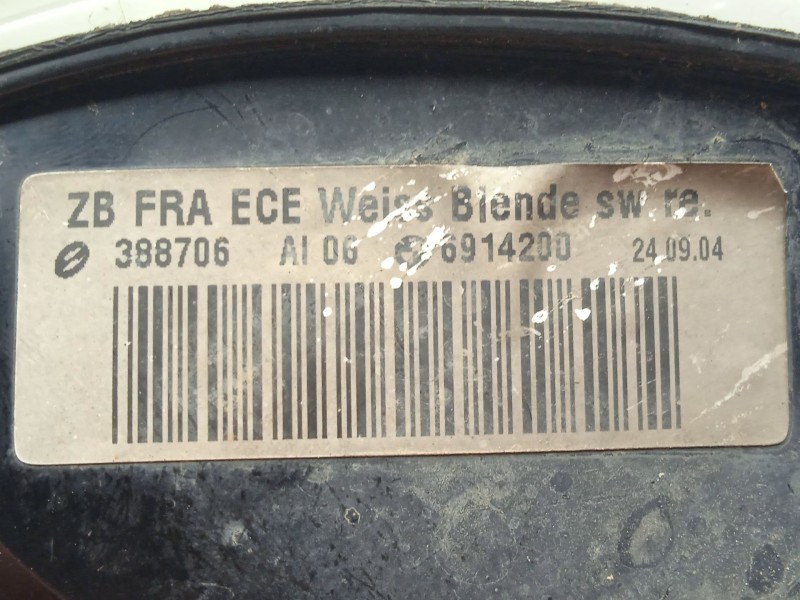 ZB FRA ECE Weiss Blende sw re.
388706 AI 06 6914200 24.09.04